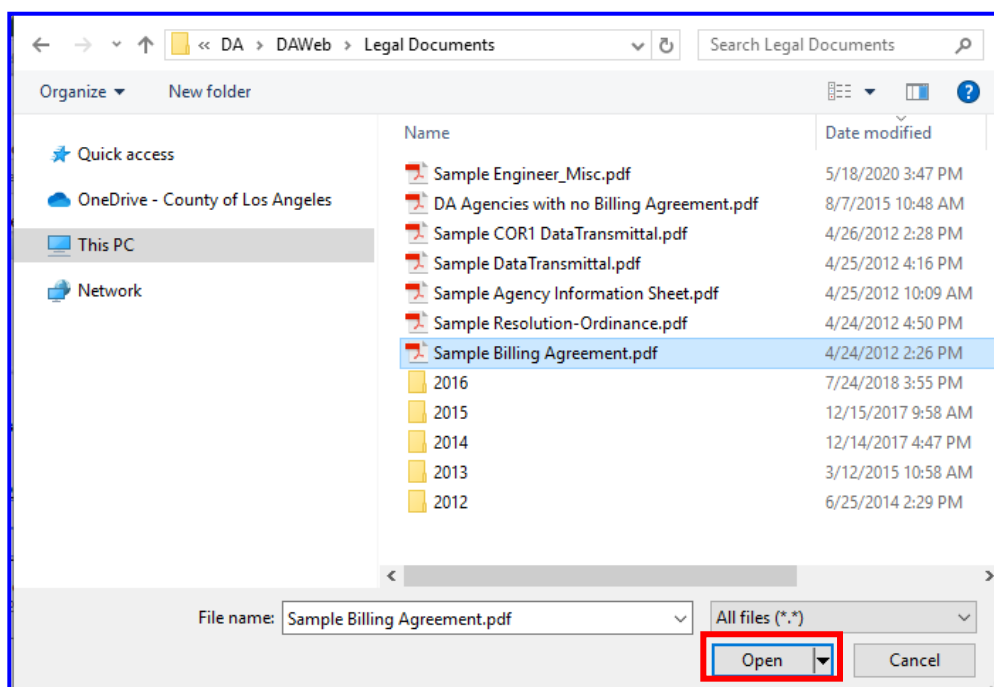 « DA > DAWeb > Legal Documents Search Legal Documents
Organize New folder
Name Date modified
Quick access
OneDrive - County of Los Angeles
This PC
Network
Sample Engineer_Misc.pdf 5/18/2020 3:47 PM
DA Agencies with no Billing Agreement.pdf 8/7/2015 10:48 AM
Sample COR1 DataTransmittal.pdf 4/26/2012 2:28 PM
Sample DataTransmittal.pdf 4/25/2012 4:16 PM
Sample Agency Information Sheet.pdf 4/25/2012 10:09 AM
Sample Resolution-Ordinance.pdf 4/24/2012 4:50 PM
Sample Billing Agreement.pdf 4/24/2012 2:26 PM
2016 7/24/2018 3:55 PM
2015 12/15/2017 9:58 AM
2014 12/14/2017 4:47 PM
2013 3/12/2015 10:58 AM
2012 6/25/2014 2:29 PM
File name: Sample Billing Agreement.pdf All files (*.*)
Open Cancel